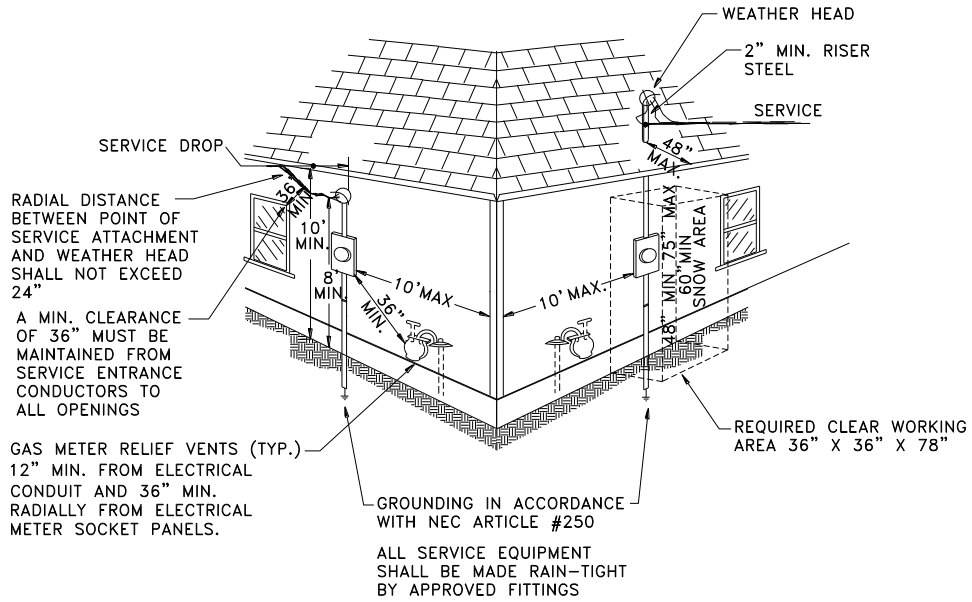 WEATHER HEAD
2" MIN. RISER
STEEL
SERVICE
48"
MAX.
SERVICE DROP
36"
MIN.
RADIAL DISTANCE
BETWEEN POINT OF
SERVICE ATTACHMENT
AND WEATHER HEAD
SHALL NOT EXCEED
24"
10'
MIN.
8'
MIN.
10'MAX
36"
MIN.
10'MAX.
48" MIN 75" MAX
60"MIN
SNOW AREA
A MIN. CLEARANCE
OF 36" MUST BE
MAINTAINED FROM
SERVICE ENTRANCE
CONDUCTORS TO
ALL OPENINGS
GAS METER RELIEF VENTS (TYP.)
12" MIN. FROM ELECTRICAL
CONDUIT AND 36" MIN.
RADIALLY FROM ELECTRICAL
METER SOCKET PANELS.
REQUIRED CLEAR WORKING
AREA 36" X 36" X 78"
GROUNDING IN ACCORDANCE
WITH NEC ARTICLE #250
ALL SERVICE EQUIPMENT
SHALL BE MADE RAIN-TIGHT
BY APPROVED FITTINGS